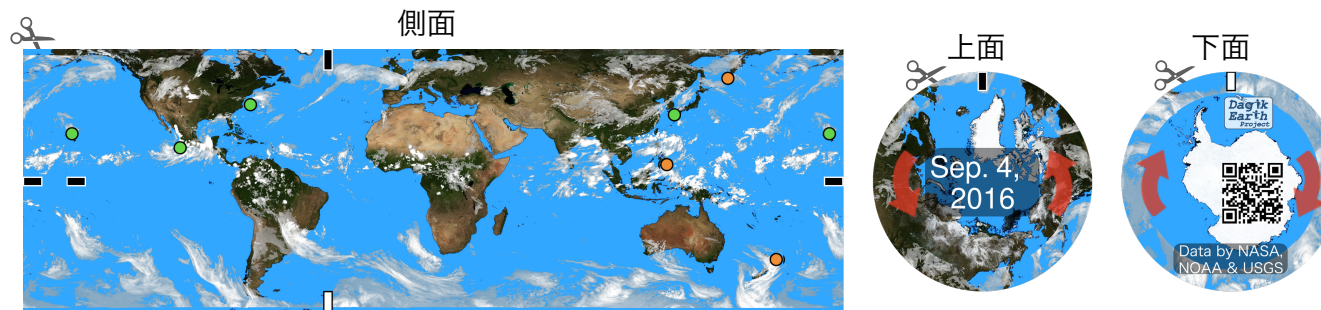 側面
上面
下面
Sep. 4,
2016
Dagik
Earth
Project
Data by NASA,
NOAA & USGS